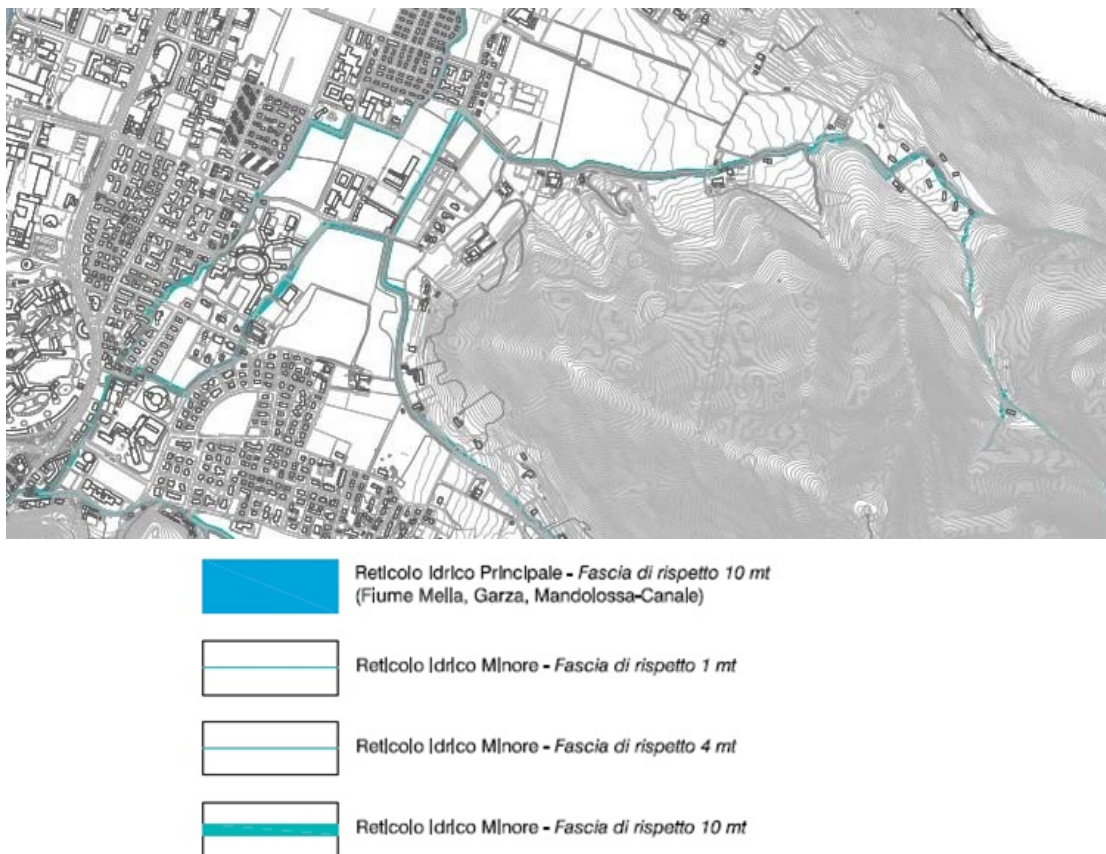 Reticolo Idrico Principale - Fascia di rispetto 10 mt
(Fiume Mella, Garza, Mandolossa-Canale)
Reticolo Idrico Minore - Fascia di rispetto 1 mt
Reticolo Idrico Minore - Fascia di rispetto 4 mt
Reticolo Idrico Minore - Fascia di rispetto 10 mt